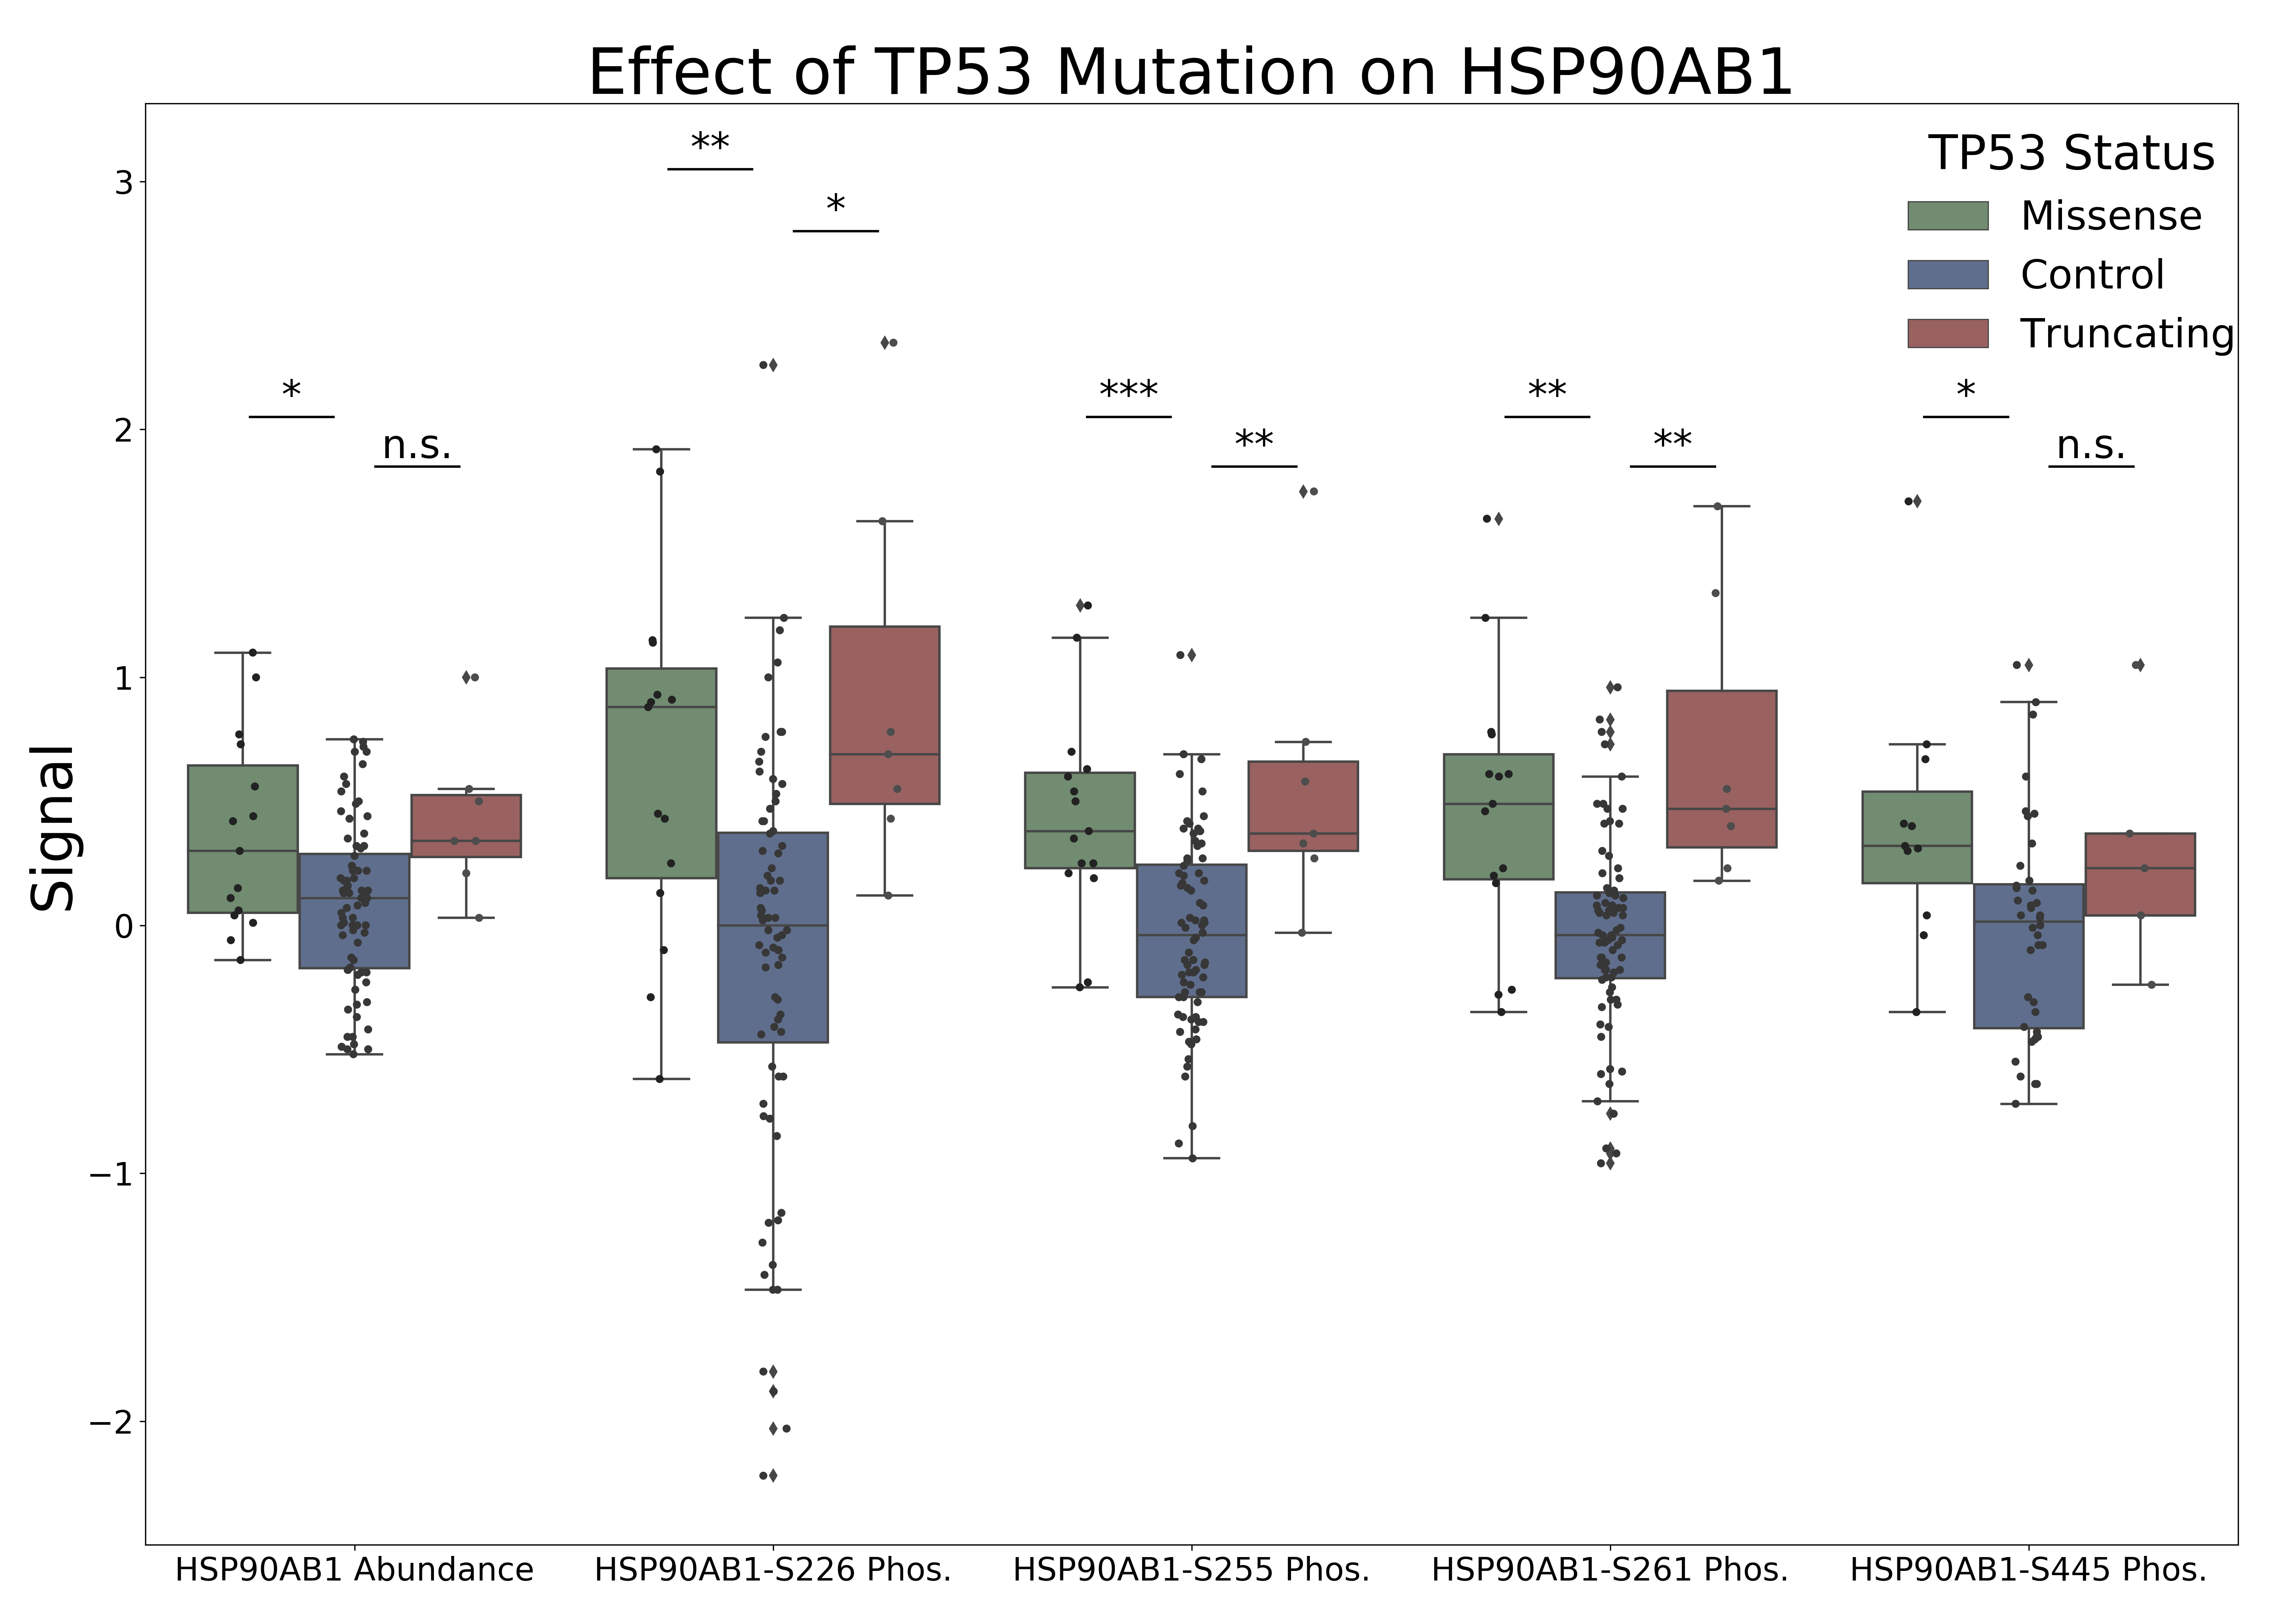 Effect of TP53 Mutation on HSP90AB1
TP53 Status
Missense
Control
Truncating
Signal
3
2
1
0
−1
−2
*
n.s.
**
*
***
**
**
**
*
n.s.
HSP90AB1 Abundance
HSP90AB1-S226 Phos.
HSP90AB1-S255 Phos.
HSP90AB1-S261 Phos.
HSP90AB1-S445 Phos.